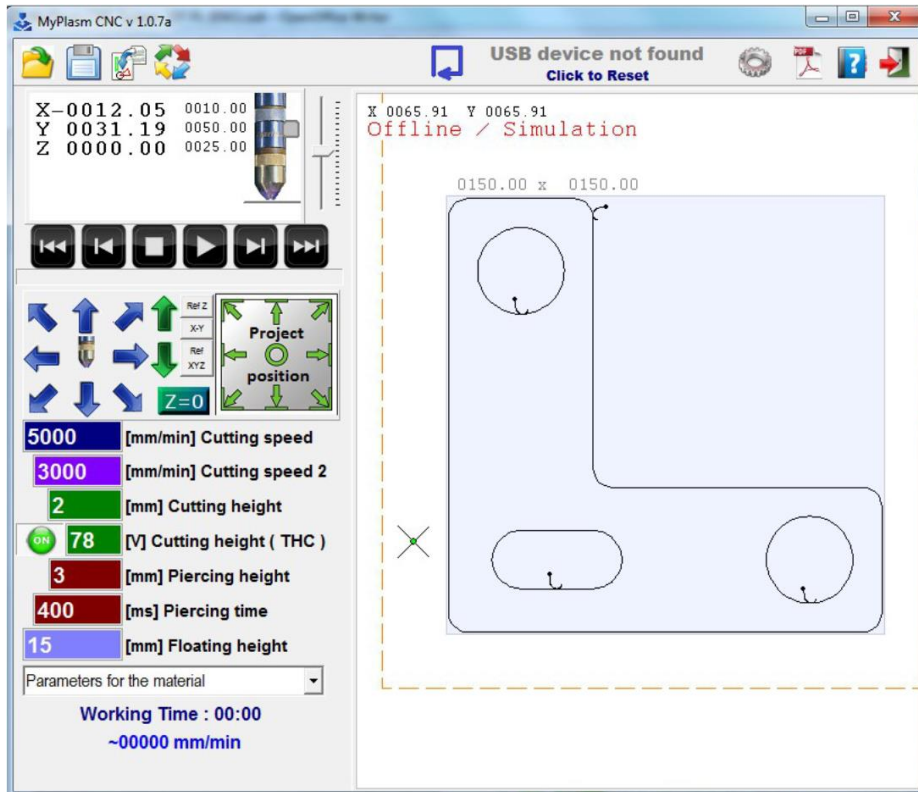 MyPlasm CNC v 1.0.7a
USB device not found
Click to Reset
PDF
?
X-0012.05 0010.00
Y 0031.19 0050.00
Z 0000.00 0025.00
X 0065.91 Y 0065.91
Offline / Simulation
0150.00 x 0150.00
Ref Z
X-Y
Ref
XYZ
Z=0
Project
position
5000 [mm/min] Cutting speed
3000 [mm/min] Cutting speed 2
2 [mm] Cutting height
ON 78 [V] Cutting height ( THC )
3 [mm] Piercing height
400 [ms] Piercing time
15 [mm] Floating height
Parameters for the material
Working Time : 00:00
~00000 mm/min